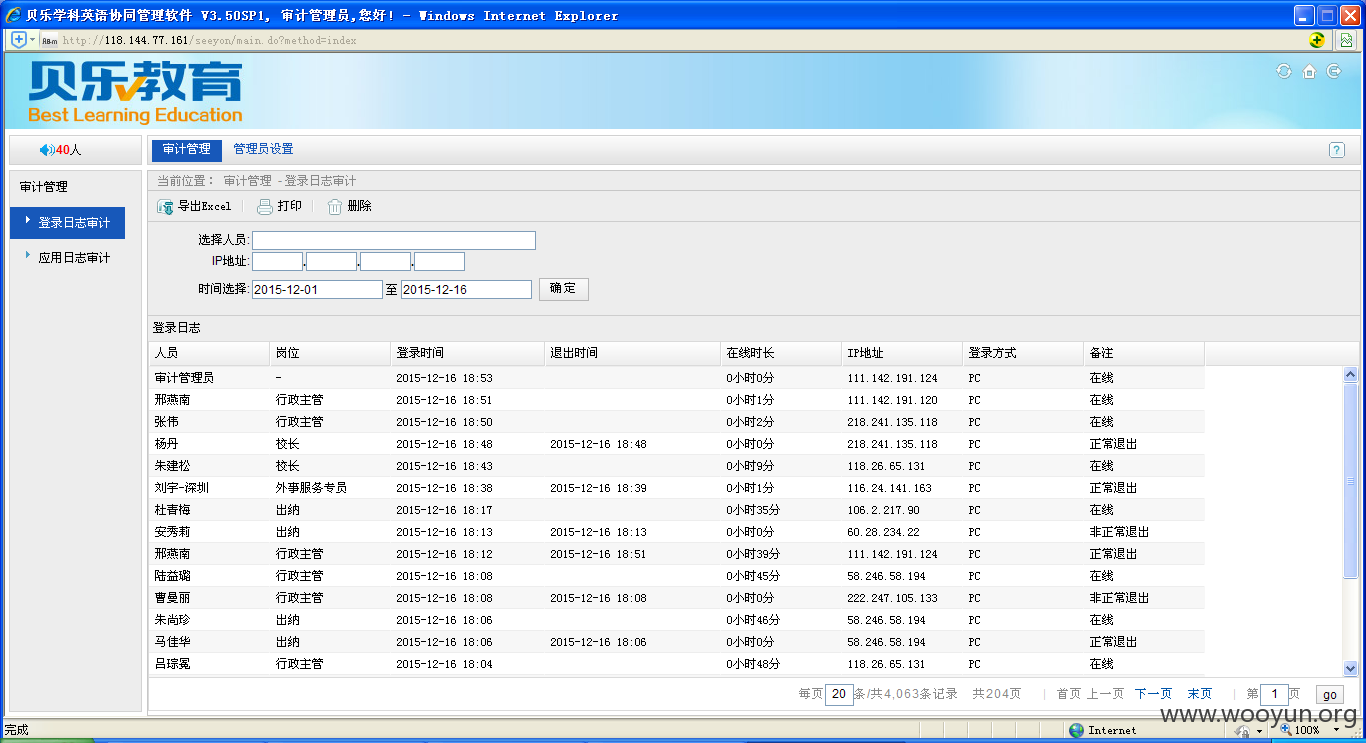 贝乐学科英语协同管理软件 V3.50SP1, 审计管理员,您好! - Windows Internet Explorer
http://118.144.77.161/seeyon/main.do?method=index
贝乐教育
Best Learning Education
40人
审计管理 管理员设置
审计管理
登录日志审计
应用日志审计
当前位置： 审计管理 - 登录日志审计
导出Excel 打印 删除
选择人员:
IP地址: . . .
时间选择: 2015-12-01 至 2015-12-16 确定
登录日志
人员 岗位 登录时间 退出时间 在线时长 IP地址 登录方式 备注
审计管理员 - 2015-12-16 18:53 0小时0分 111.142.191.124 PC 在线
邢燕南 行政主管 2015-12-16 18:51 0小时1分 111.142.191.120 PC 在线
张伟 行政主管 2015-12-16 18:50 0小时2分 218.241.135.118 PC 在线
杨丹 校长 2015-12-16 18:48 2015-12-16 18:48 0小时0分 218.241.135.118 PC 正常退出
朱建松 校长 2015-12-16 18:43 0小时9分 118.26.65.131 PC 在线
刘宇-深圳 外事服务专员 2015-12-16 18:38 2015-12-16 18:39 0小时1分 116.24.141.163 PC 正常退出
杜青梅 出纳 2015-12-16 18:17 0小时35分 106.2.217.90 PC 在线
安秀莉 出纳 2015-12-16 18:13 2015-12-16 18:13 0小时0分 60.28.234.22 PC 非正常退出
邢燕南 行政主管 2015-12-16 18:12 2015-12-16 18:51 0小时39分 111.142.191.124 PC 正常退出
陆益璐 行政主管 2015-12-16 18:08 0小时45分 58.246.58.194 PC 在线
曹曼丽 行政主管 2015-12-16 18:08 2015-12-16 18:08 0小时0分 222.247.105.133 PC 非正常退出
朱尚珍 出纳 2015-12-16 18:06 0小时46分 58.246.58.194 PC 在线
马佳华 出纳 2015-12-16 18:06 2015-12-16 18:06 0小时0分 58.246.58.194 PC 正常退出
吕琮冕 行政主管 2015-12-16 18:04 0小时48分 118.26.65.131 PC 在线
每页 20 条/共4,063条记录 共204页 | 首页 上一页 下一页 末页 | 第 1 页 go
www.wooyun.org
完成 Internet 100%